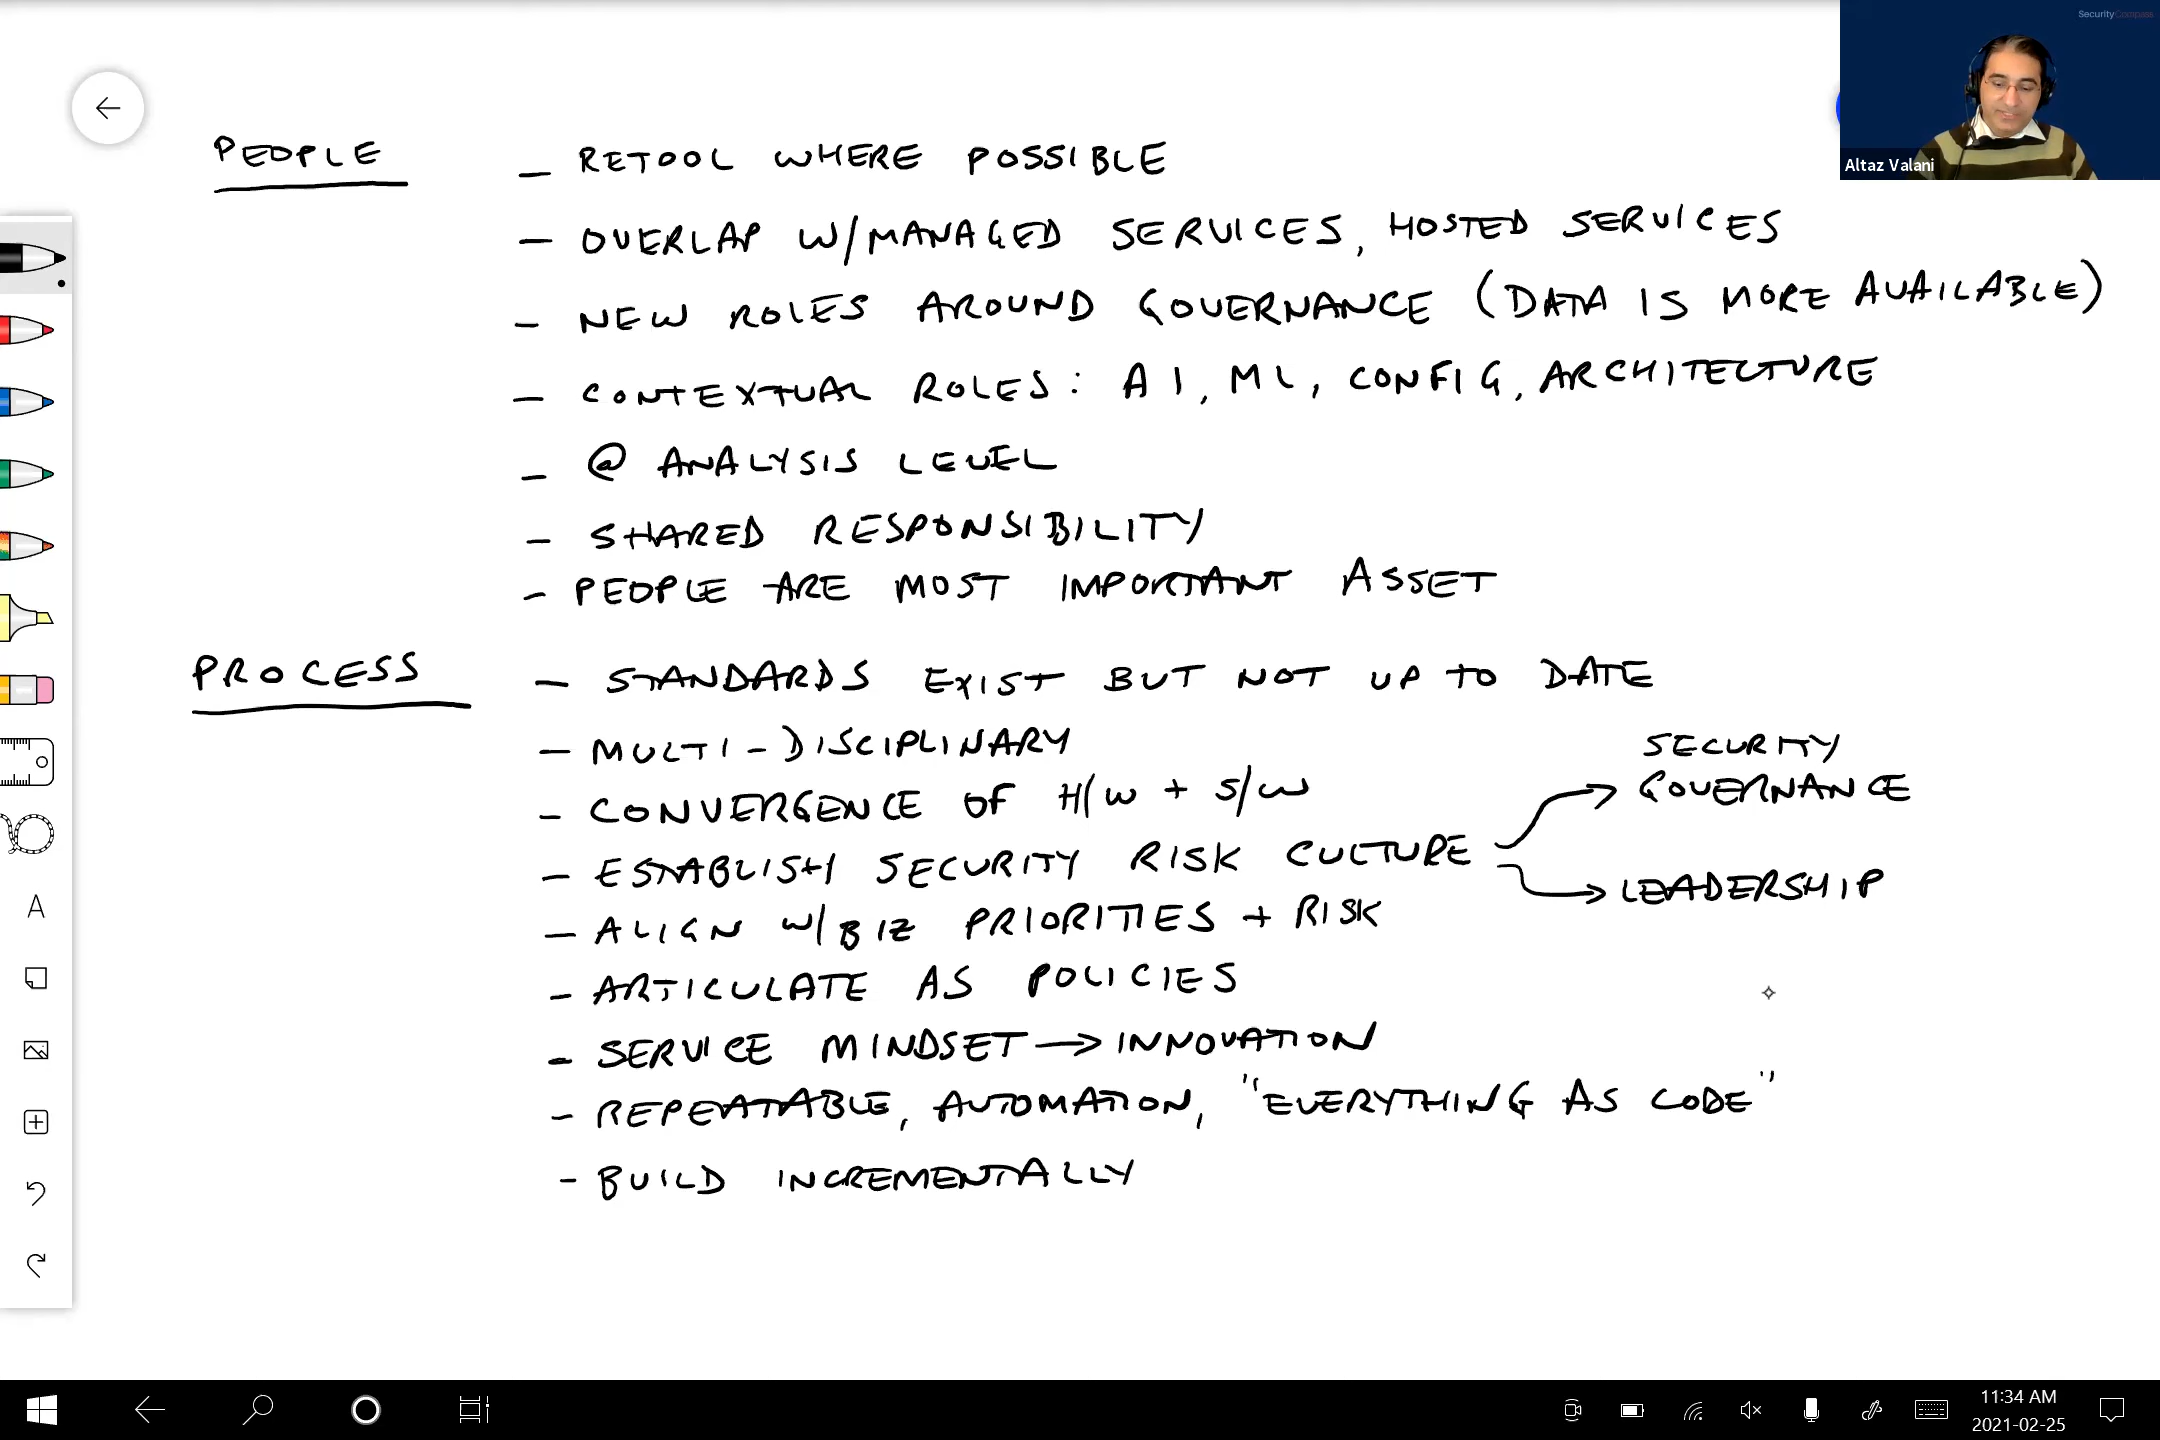 SecurityCompass
Altaz Valani
PEOPLE
- RETOOL WHERE POSSIBLE
- OVERLAP W/MANAGED SERVICES, HOSTED SERVICES
- NEW ROLES AROUND GOVERNANCE (DATA IS MORE AVAILABLE)
- CONTEXTUAL ROLES: AI, ML, CONFIG, ARCHITECTURE
- @ ANALYSIS LEVEL
- SHARED RESPONSIBILITY
- PEOPLE ARE MOST IMPORTANT ASSET
PROCESS
- STANDARDS EXIST BUT NOT UP TO DATE
- MULTI-DISCIPLINARY
- CONVERGENCE OF H/W + S/W
- ESTABLISH SECURITY RISK CULTURE
SECURITY
GOVERNANCE
LEADERSHIP
- ALIGN W/BIZ PRIORITIES + RISK
- ARTICULATE AS POLICIES
- SERVICE MINDSET → INNOVATION
- REPEATABLE, AUTOMATION, "EVERYTHING AS CODE"
- BUILD INCREMENTALLY
A
11:34 AM
2021-02-25